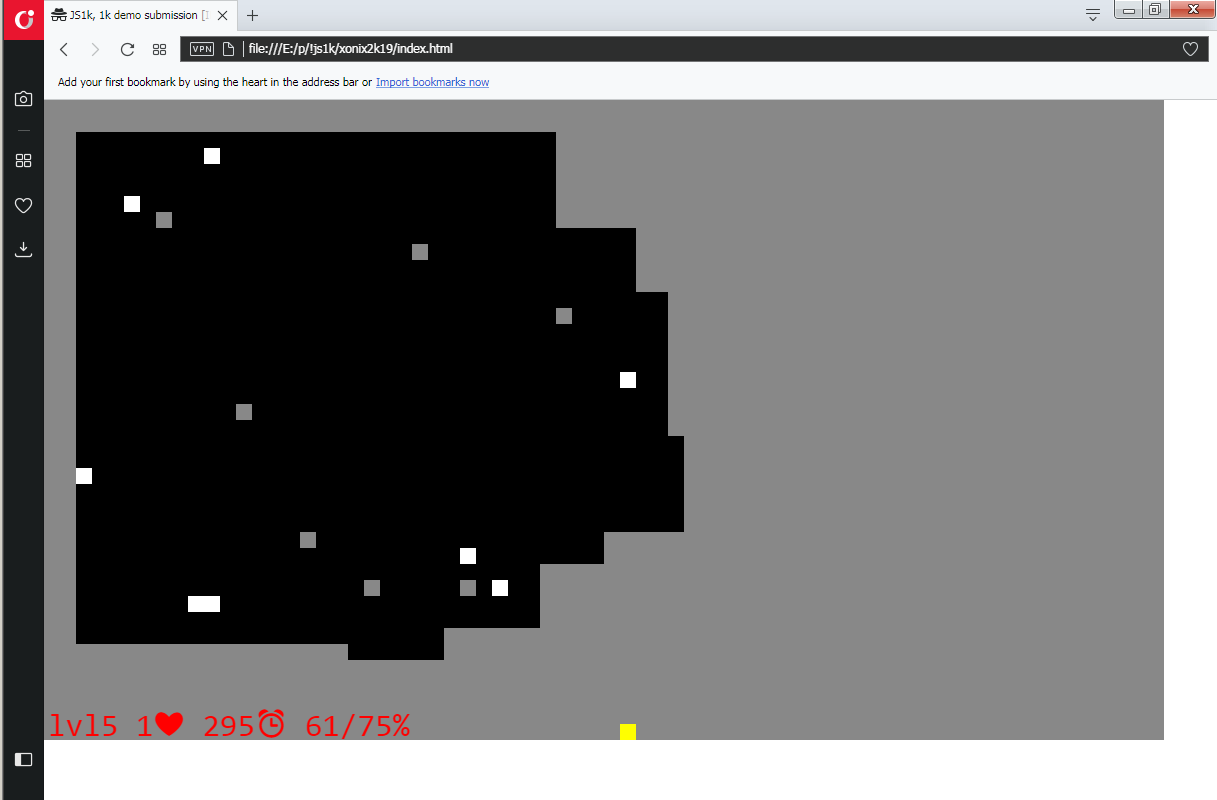 JS1k, 1k demo submission [1
VPN file:///E:/p/!js1k/xonix2k19/index.html
Add your first bookmark by using the heart in the address bar or Import bookmarks now
lvl5 1♥ 295⏰ 61/75%